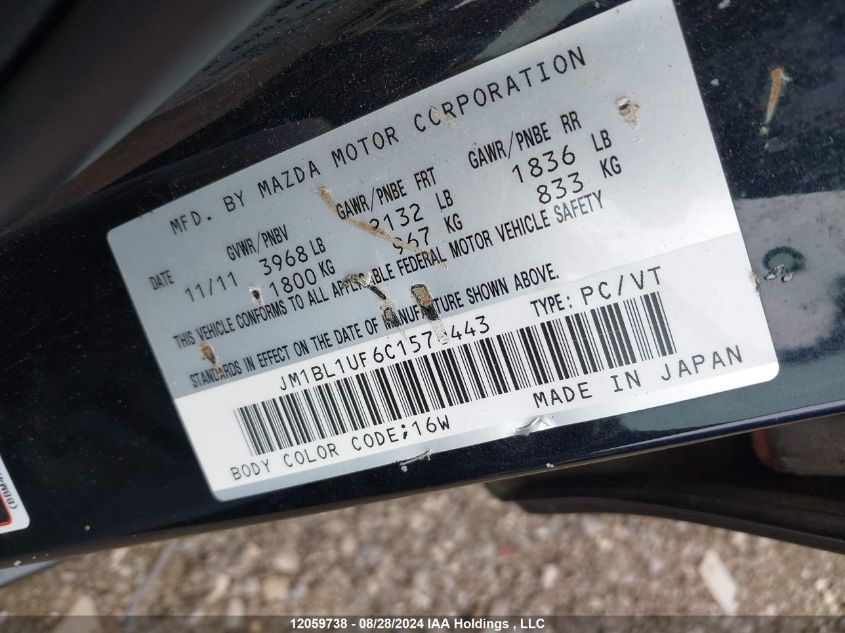 MFD. BY MAZDA MOTOR CORPORATION
DATE GVWR/PNBV GAWR/PNBE FRT GAWR/PNBE RR
11/11 3968 LB LB 1836 LB
1800 KG KG 833 KG
THIS VEHICLE CONFORMS TO ALL APPLICABLE FEDERAL MOTOR VEHICLE SAFETY
STANDARDS IN EFFECT ON THE DATE OF MANUFACTURE SHOWN ABOVE.
TYPE: PC/VT
BODY COLOR CODE;16W MADE IN JAPAN
12059738 - 08/28/2024 IAA Holdings , LLC